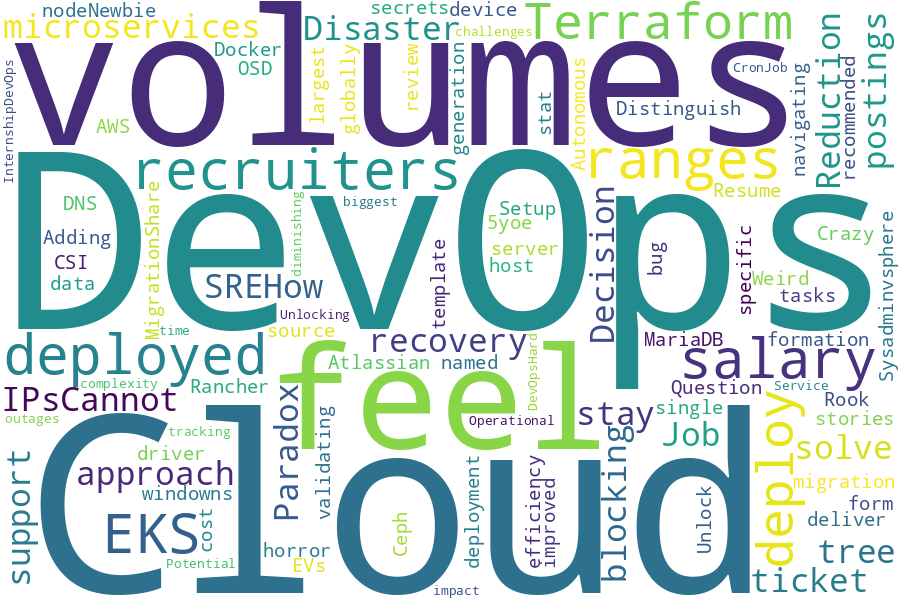 nodeNewbie
secrets
device
microservices
Disaster
Terraform
volumes
Docker
OSD
largest
globally
review
challenges
generation
stat
Autonomous
CronJob
Distinguish
navigating
Reduction
recommended
postings
InternshipDevOps
AWS
recruiters
ranges
Resume
DevOps
DNS
Adding
CSI
data
MigrationShare
diminishing
biggest
Setup
5yoe
server
host
SREHow
Unlocking
template
source
time
Decision
bug
specific
Crazy
Weird
tasks
Sysadminvsphere
deployed
feel
recovery
MariaDB
formation
salary
Atlassian
named
DevOpsHard
complexity
Rancher
Question
Service
IPsCannot
outages
Cloud
Paradox
Operational
stay
single
Job
Rook
stories
tracking
driver
approach
windowns
validating
blocking
deploy
solve
migration
form
deliver
support
EKS
cost
Potential
horror
EVs
Ceph
deployment
efficiency
improved
Unlock
tree
ticket
impact